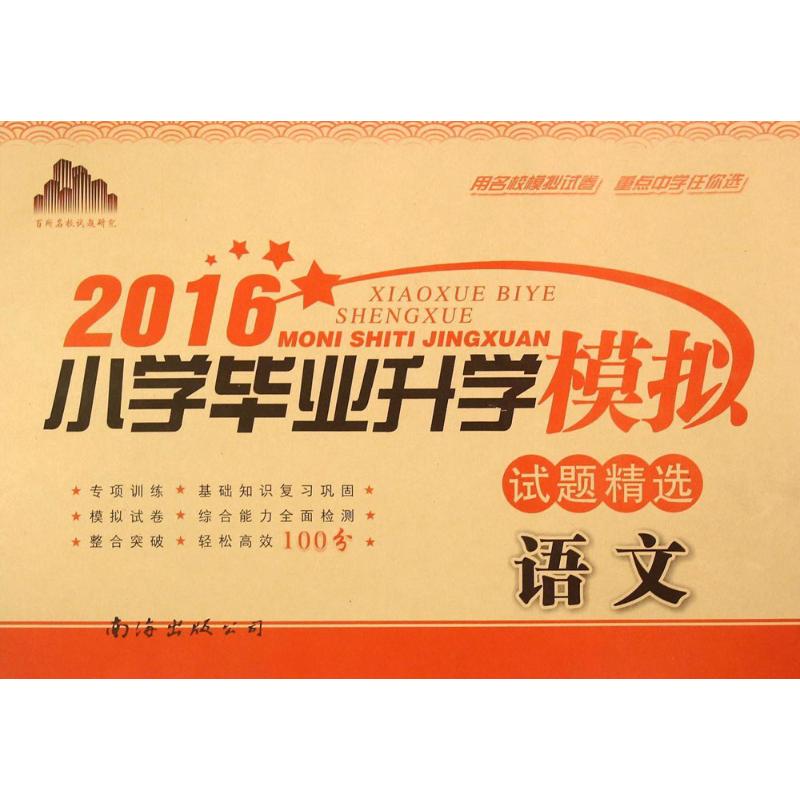 百所名校试题研究
用名校模拟试卷 重点中学任你选
2016
XIAOXUE BIYE
SHENGXUE
MONI SHITI JINGXUAN
小学毕业升学模拟
试题精选
语文
★ 专项训练 ★ 基础知识复习巩固 ★
★ 模拟试卷 ★ 综合能力全面检测 ★
★ 整合突破 ★ 轻松高效100分 ★
南海出版公司